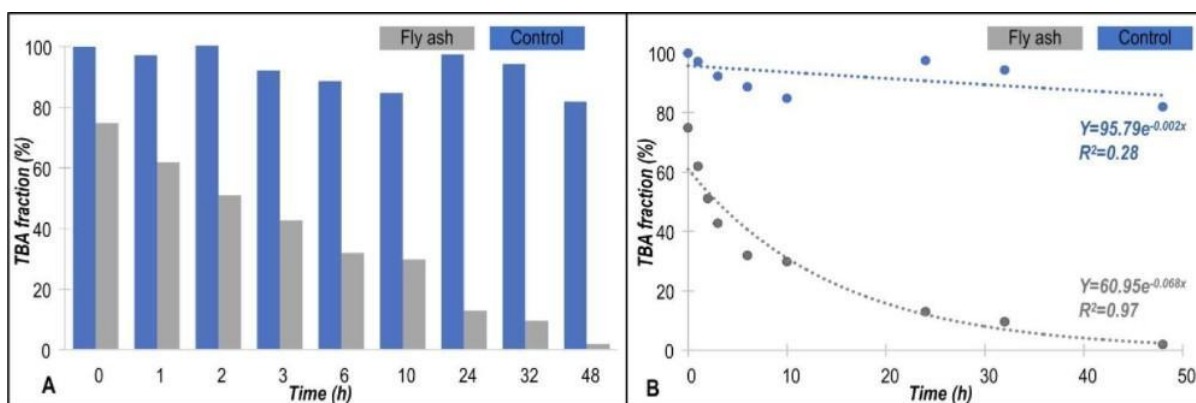 Fly ash Control
100
80
60
40
20
0
TBA fraction (%)
0 1 2 3 6 10 24 32 48
A
Time (h)
Fly ash Control
100
80
60
40
20
0
TBA fraction (%)
Y=95.79e^-0.002x
R²=0.28
Y=60.95e^-0.068x
R²=0.97
0 10 20 30 40 50
B
Time (h)